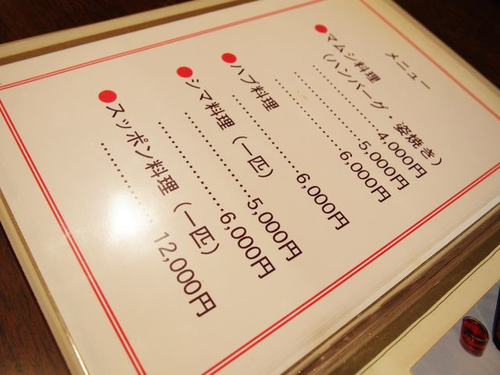 メニュー
●マムシ料理
(ハンバーグ・姿焼き)
4,000円
5,000円
6,000円
●ハブ料理
6,000円
●シマ料理(一匹)
5,000円
6,000円
●スッポン料理(一匹)
12,000円